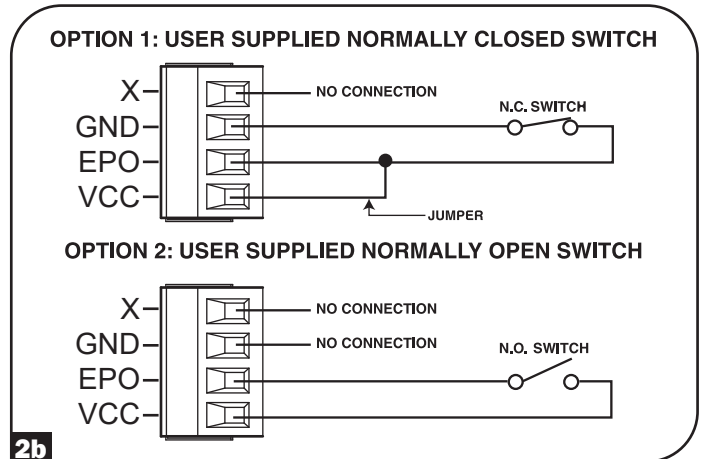 OPTION 1: USER SUPPLIED NORMALLY CLOSED SWITCH
X
NO CONNECTION
N.C. SWITCH
GND
EPO
VCC
JUMPER
OPTION 2: USER SUPPLIED NORMALLY OPEN SWITCH
X
NO CONNECTION
GND
NO CONNECTION
N.O. SWITCH
EPO
VCC
2b